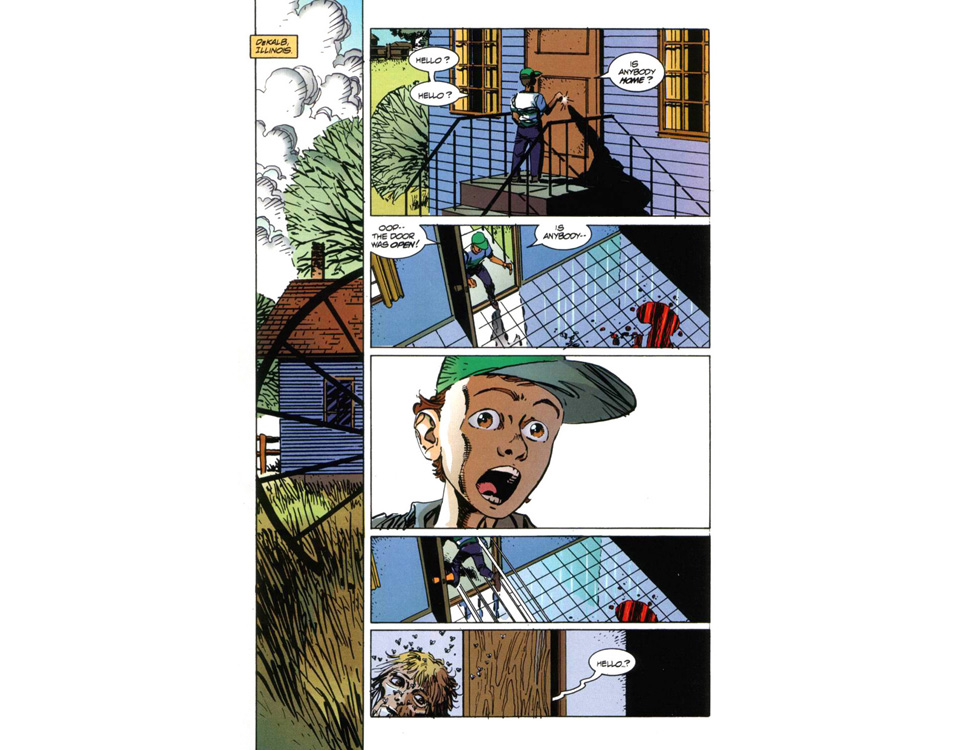 DeKALB,
ILLINOIS.
HELLO?
HELLO?
IS
ANYBODY
HOME?
OOP--
THE DOOR
WAS OPEN!
IS
ANYBODY--
HELLO..?